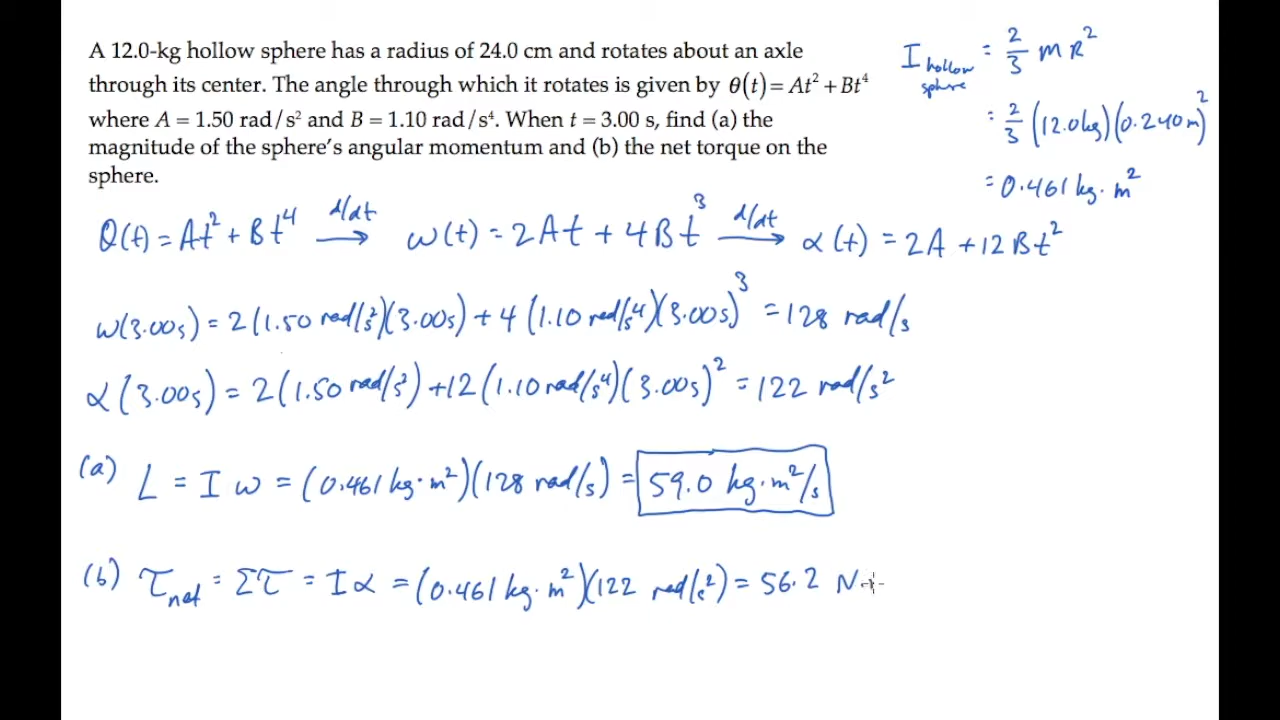 A 12.0-kg hollow sphere has a radius of 24.0 cm and rotates about an axle
through its center. The angle through which it rotates is given by θ(t) = At² + Bt⁴
where A = 1.50 rad/s² and B = 1.10 rad/s⁴. When t = 3.00 s, find (a) the
magnitude of the sphere's angular momentum and (b) the net torque on the
sphere.
I hollow sphere = 2/3 m R²
= 2/3 (12.0 kg)(0.240 m)²
= 0.461 kg·m²
θ(t) = At² + Bt⁴ d/dt → ω(t) = 2At + 4Bt³ d/dt → α(t) = 2A + 12Bt²
ω(3.00s) = 2(1.50 rad/s²)(3.00s) + 4(1.10 rad/s⁴)(3.00s)³ = 128 rad/s
α(3.00s) = 2(1.50 rad/s²) + 12(1.10 rad/s⁴)(3.00s)² = 122 rad/s²
(a) L = I ω = (0.461 kg·m²)(128 rad/s) = 59.0 kg·m²/s
(b) τnet = Στ = Iα = (0.461 kg·m²)(122 rad/s²) = 56.2 N